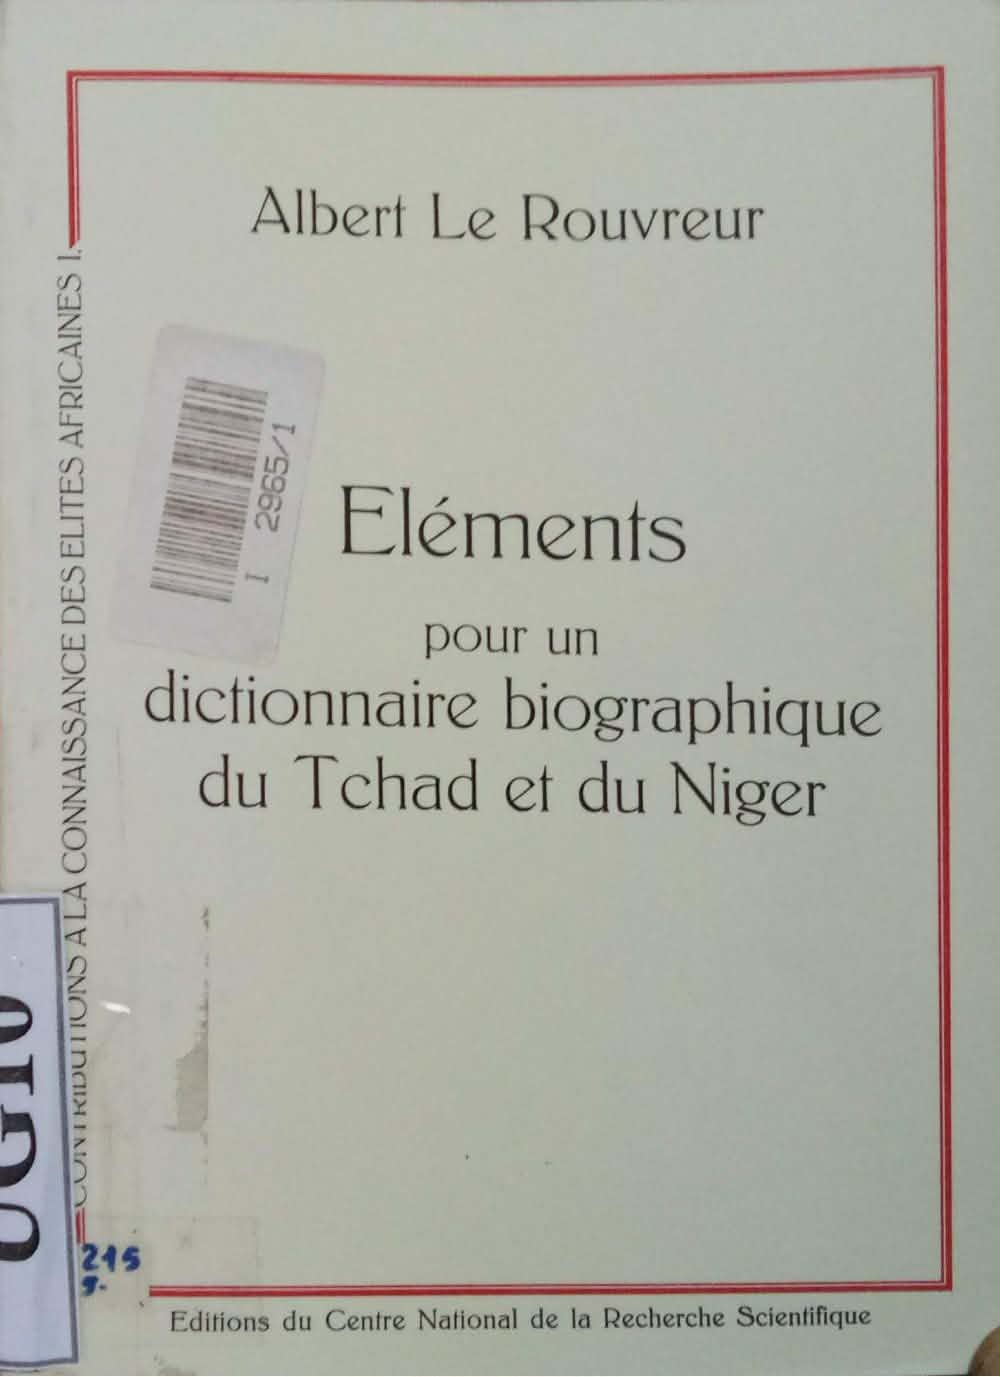 Albert Le Rouvreur
CONTRIBUTIONS A LA CONNAISSANCE DES ELITES AFRICAINES I.
I 2965/1
Eléments
pour un
dictionnaire biographique
du Tchad et du Niger
215
Editions du Centre National de la Recherche Scientifique